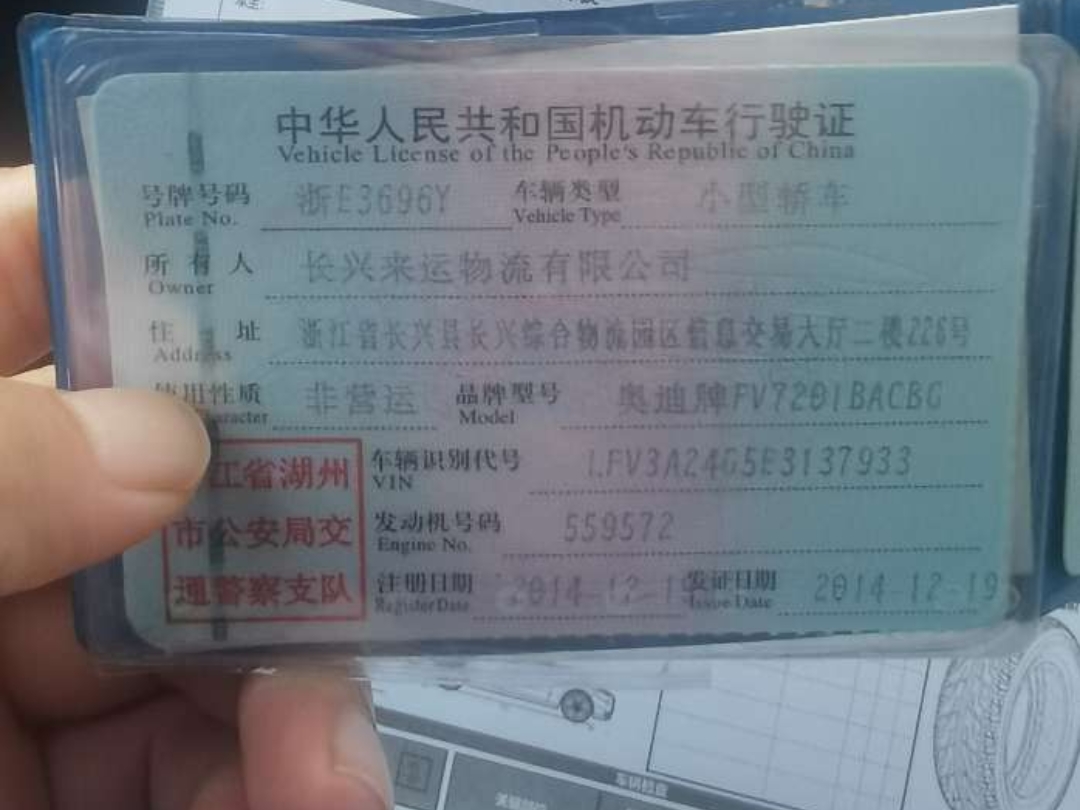 中华人民共和国机动车行驶证
Vehicle License of the People's Republic of China
号牌号码 浙E3696Y 车辆类型 小型轿车
Plate No. Vehicle Type
所有人 长兴来运物流有限公司
Owner
住址 浙江省长兴县长兴综合物流园区信息交易大厅二楼226号
Address
使用性质 非营运 品牌型号 奥迪牌FV7201BACBG
Model
江省湖州
市公安局交
通警察支队
车辆识别代号 LFV3A24G5E3137933
VIN
发动机号码 559572
Engine No.
注册日期 2014-12-19 发证日期 2014-12-19
Register Date Issue Date